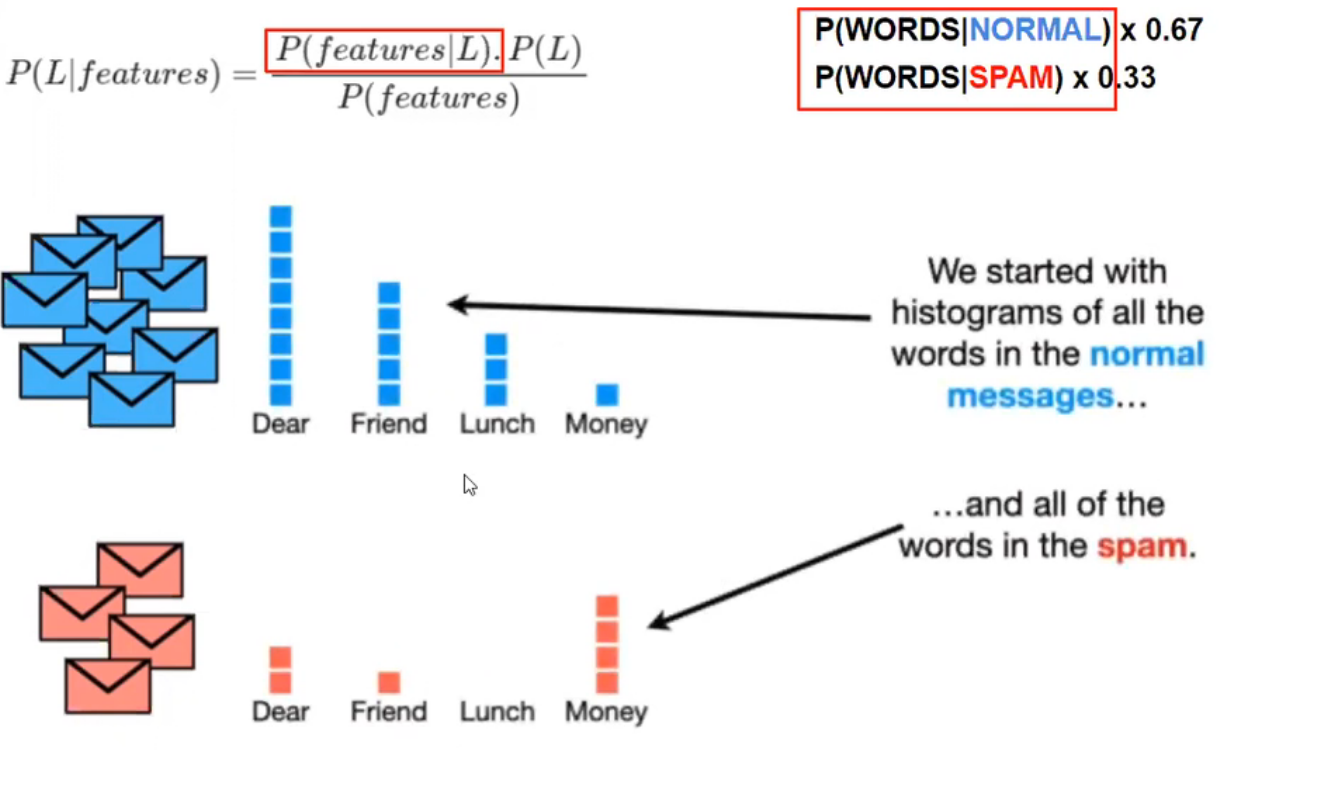 P(L|features) = P(features|L).P(L) / P(features)
P(WORDS|NORMAL) x 0.67
P(WORDS|SPAM) x 0.33
We started with
histograms of all the
words in the normal
messages…
Dear Friend Lunch Money
…and all of the
words in the spam.
Dear Friend Lunch Money